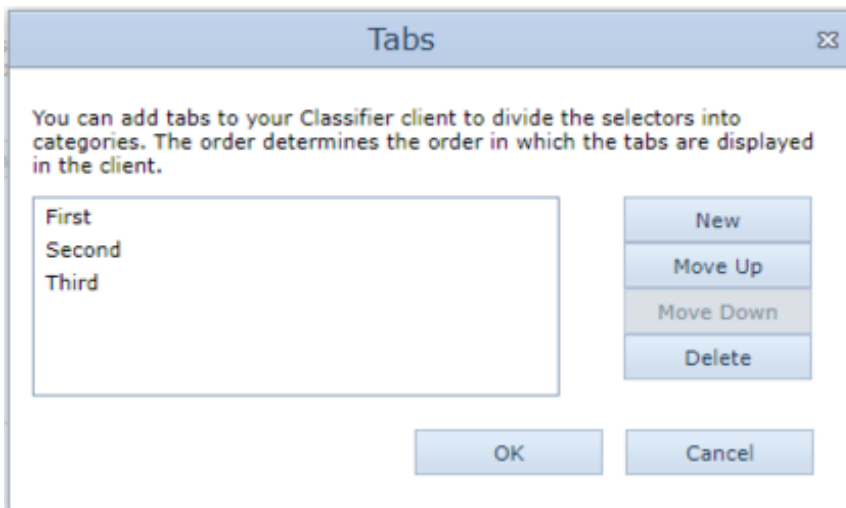 Tabs
You can add tabs to your Classifier client to divide the selectors into
categories. The order determines the order in which the tabs are displayed
in the client.
First
Second
Third
New
Move Up
Move Down
Delete
OK
Cancel